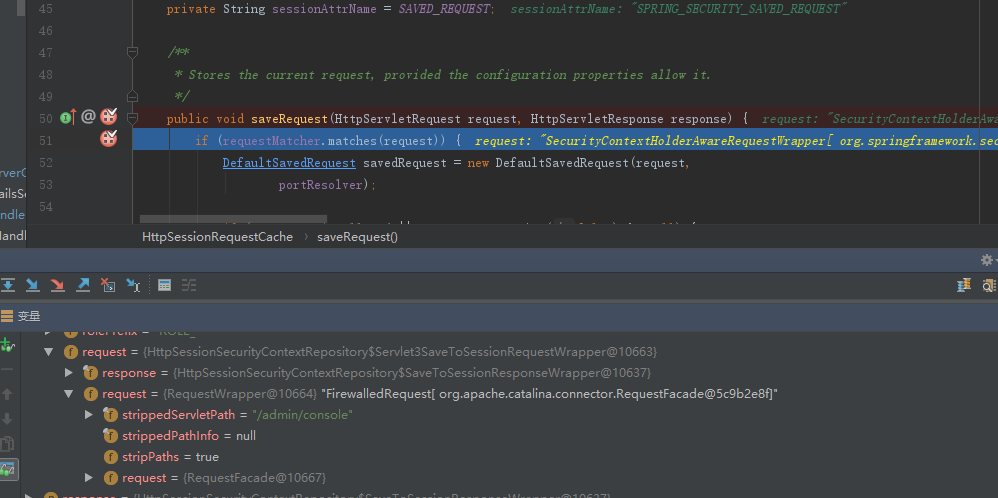 45 private String sessionAttrName = SAVED_REQUEST; sessionAttrName: "SPRING_SECURITY_SAVED_REQUEST"
46
47 /**
48 * Stores the current request, provided the configuration properties allow it.
49 */
50 public void saveRequest(HttpServletRequest request, HttpServletResponse response) { request: "SecurityContextHolderAwa
51 if (requestMatcher.matches(request)) { request: "SecurityContextHolderAwareRequestWrapper[ org.springframework.sec
52 DefaultSavedRequest savedRequest = new DefaultSavedRequest(request,
53 portResolver);
54
rverC
ailsSe
ndle
Handl
HttpSessionRequestCache › saveRequest()
变量
rolePrefix = "ROLE_"
request = {HttpSessionSecurityContextRepository$Servlet3SaveToSessionRequestWrapper@10663}
response = {HttpSessionSecurityContextRepository$SaveToSessionResponseWrapper@10637}
request = {RequestWrapper@10664} "FirewalledRequest[ org.apache.catalina.connector.RequestFacade@5c9b2e8f]"
strippedServletPath = "/admin/console"
strippedPathInfo = null
stripPaths = true
request = {RequestFacade@10667}
response = {HttpSessionSecurityContextRepository$SaveToSessionResponseWrapper@10637}